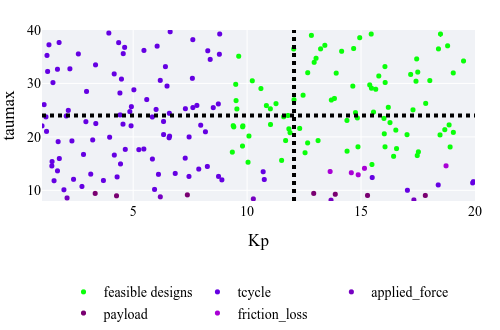 40
30
20
10
taumax
5
10
15
20
Kp
feasible designs
tcycle
applied_force
payload
friction_loss